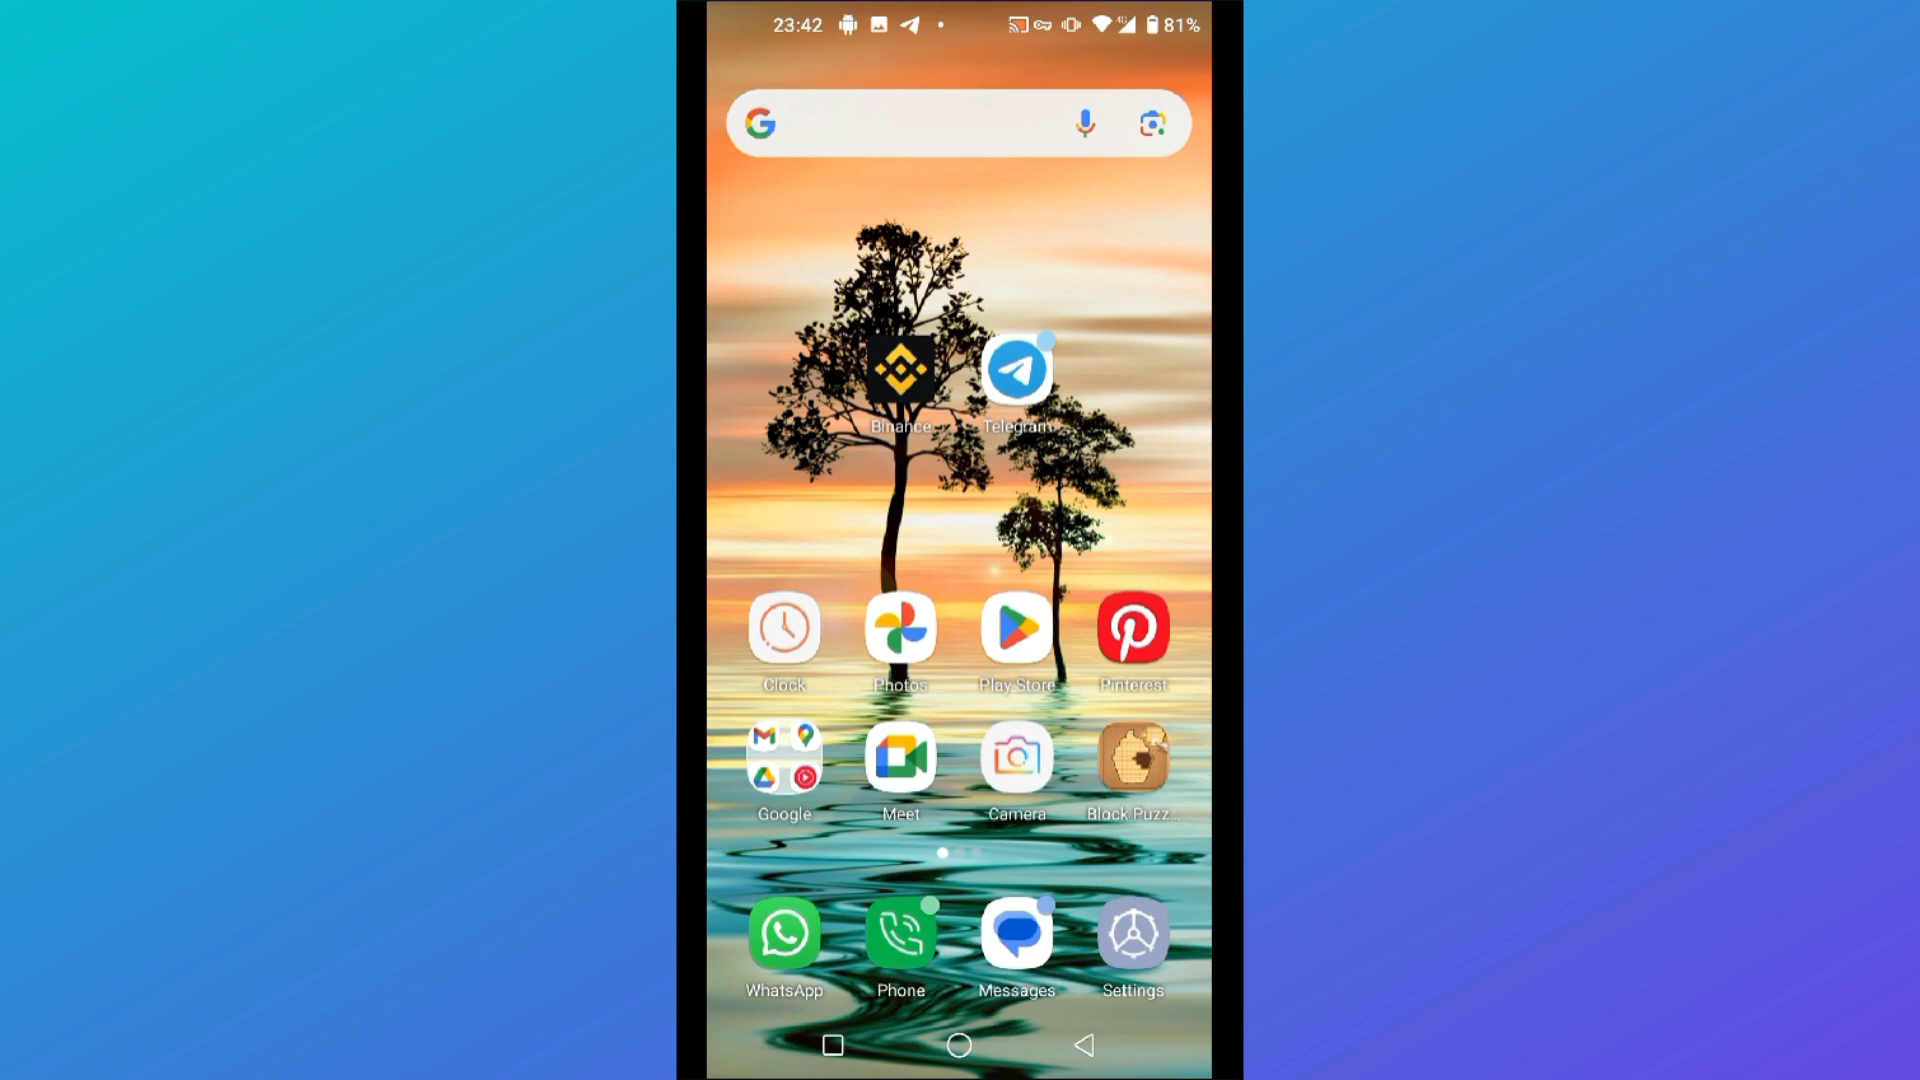 23:42 4G 81%
Binance Telegram
Clock Photos Play Store Pinterest
Google Meet Camera Block Puzz...
WhatsApp Phone Messages Settings